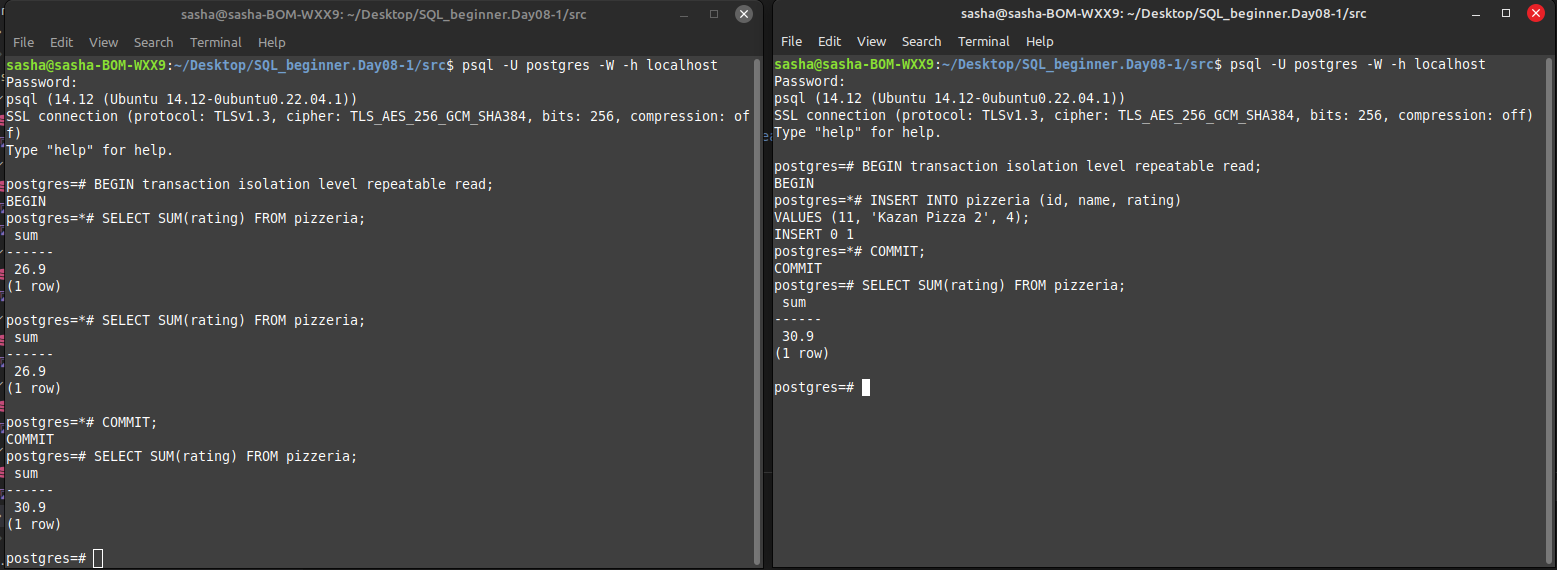 sasha@sasha-BOM-WXX9: ~/Desktop/SQL_beginner.Day08-1/src
File Edit View Search Terminal Help
sasha@sasha-BOM-WXX9:~/Desktop/SQL_beginner.Day08-1/src$ psql -U postgres -W -h localhost
Password:
psql (14.12 (Ubuntu 14.12-0ubuntu0.22.04.1))
SSL connection (protocol: TLSv1.3, cipher: TLS_AES_256_GCM_SHA384, bits: 256, compression: of
f)
Type "help" for help.
postgres=# BEGIN transaction isolation level repeatable read;
BEGIN
postgres=*# SELECT SUM(rating) FROM pizzeria;
sum
------
26.9
(1 row)
postgres=*# SELECT SUM(rating) FROM pizzeria;
sum
------
26.9
(1 row)
postgres=*# COMMIT;
COMMIT
postgres=# SELECT SUM(rating) FROM pizzeria;
sum
------
30.9
(1 row)
postgres=#
sasha@sasha-BOM-WXX9: ~/Desktop/SQL_beginner.Day08-1/src
File Edit View Search Terminal Help
sasha@sasha-BOM-WXX9:~/Desktop/SQL_beginner.Day08-1/src$ psql -U postgres -W -h localhost
Password:
psql (14.12 (Ubuntu 14.12-0ubuntu0.22.04.1))
SSL connection (protocol: TLSv1.3, cipher: TLS_AES_256_GCM_SHA384, bits: 256, compression: off)
Type "help" for help.
postgres=# BEGIN transaction isolation level repeatable read;
BEGIN
postgres=*# INSERT INTO pizzeria (id, name, rating)
VALUES (11, 'Kazan Pizza 2', 4);
INSERT 0 1
postgres=*# COMMIT;
COMMIT
postgres=# SELECT SUM(rating) FROM pizzeria;
sum
------
30.9
(1 row)
postgres=#